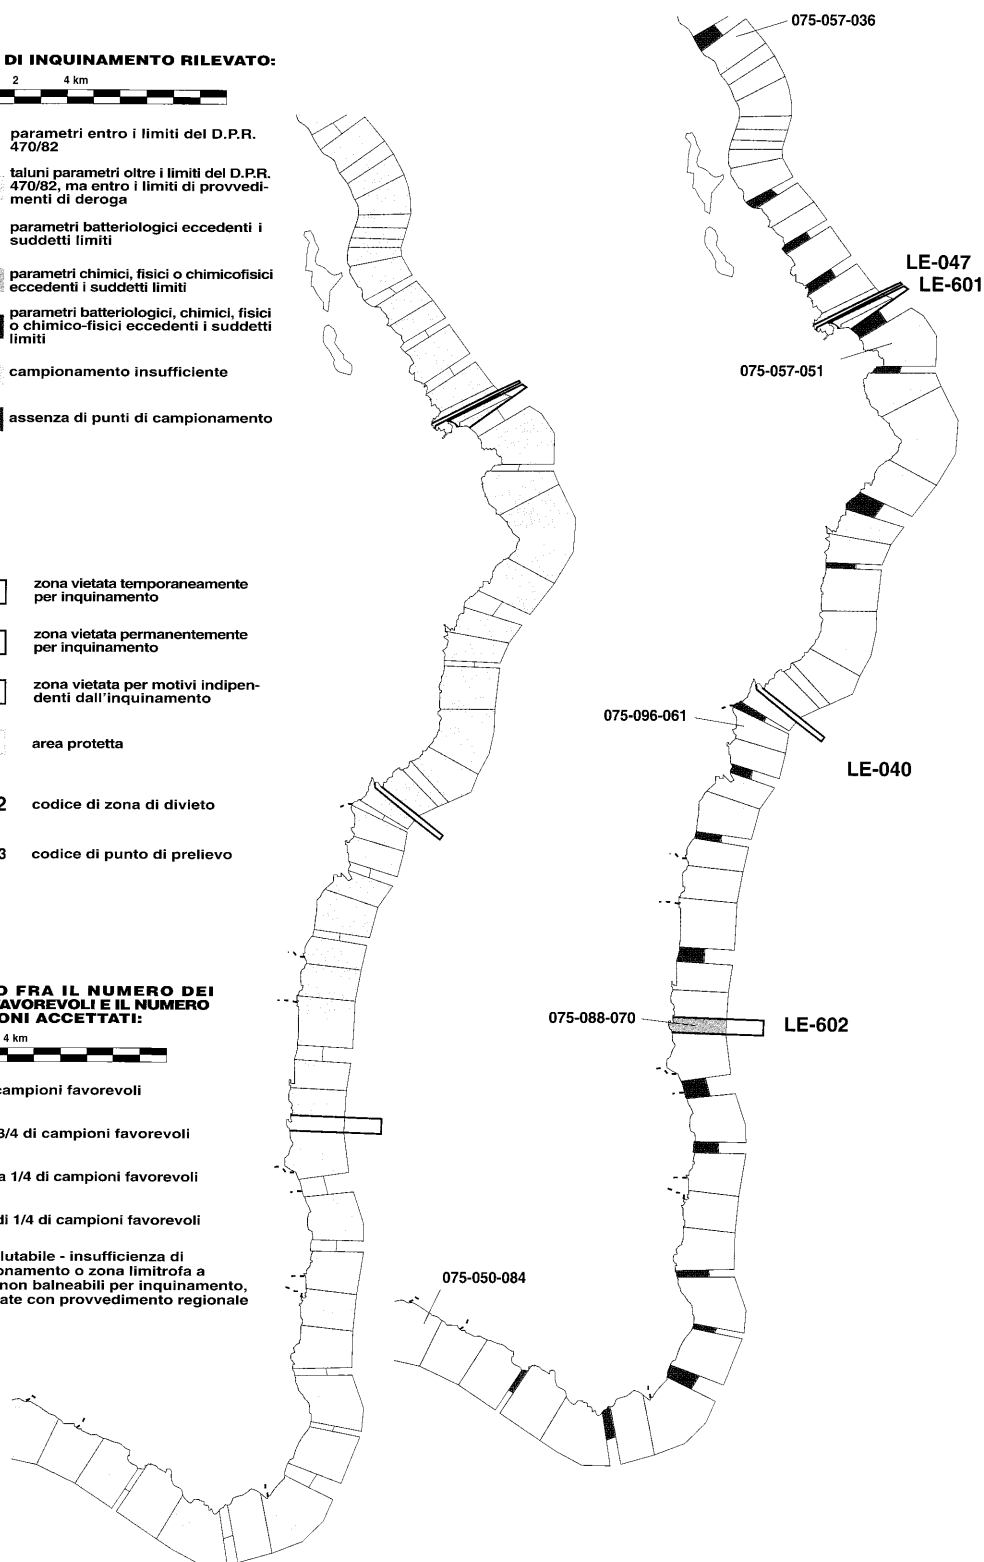 DI INQUINAMENTO RILEVATO:
2 4 km
parametri entro i limiti del D.P.R.
470/82
taluni parametri oltre i limiti del D.P.R.
470/82, ma entro i limiti di provvedi-
menti di deroga
parametri batteriologici eccedenti i
suddetti limiti
parametri chimici, fisici o chimicofisici
eccedenti i suddetti limiti
parametri batteriologici, chimici, fisici
o chimico-fisici eccedenti i suddetti
limiti
campionamento insufficiente
assenza di punti di campionamento
zona vietata temporaneamente
per inquinamento
zona vietata permanentemente
per inquinamento
zona vietata per motivi indipen-
denti dall'inquinamento
area protetta
2 codice di zona di divieto
3 codice di punto di prelievo
O FRA IL NUMERO DEI
AVOREVOLI E IL NUMERO
ONI ACCETTATI:
4 km
campioni favorevoli
3/4 di campioni favorevoli
a 1/4 di campioni favorevoli
di 1/4 di campioni favorevoli
lutabile - insufficienza di
onamento o zona limitrofa a
non balneabili per inquinamento,
ate con provvedimento regionale
075-057-036
LE-047
LE-601
075-057-051
075-096-061
LE-040
075-088-070
LE-602
075-050-084